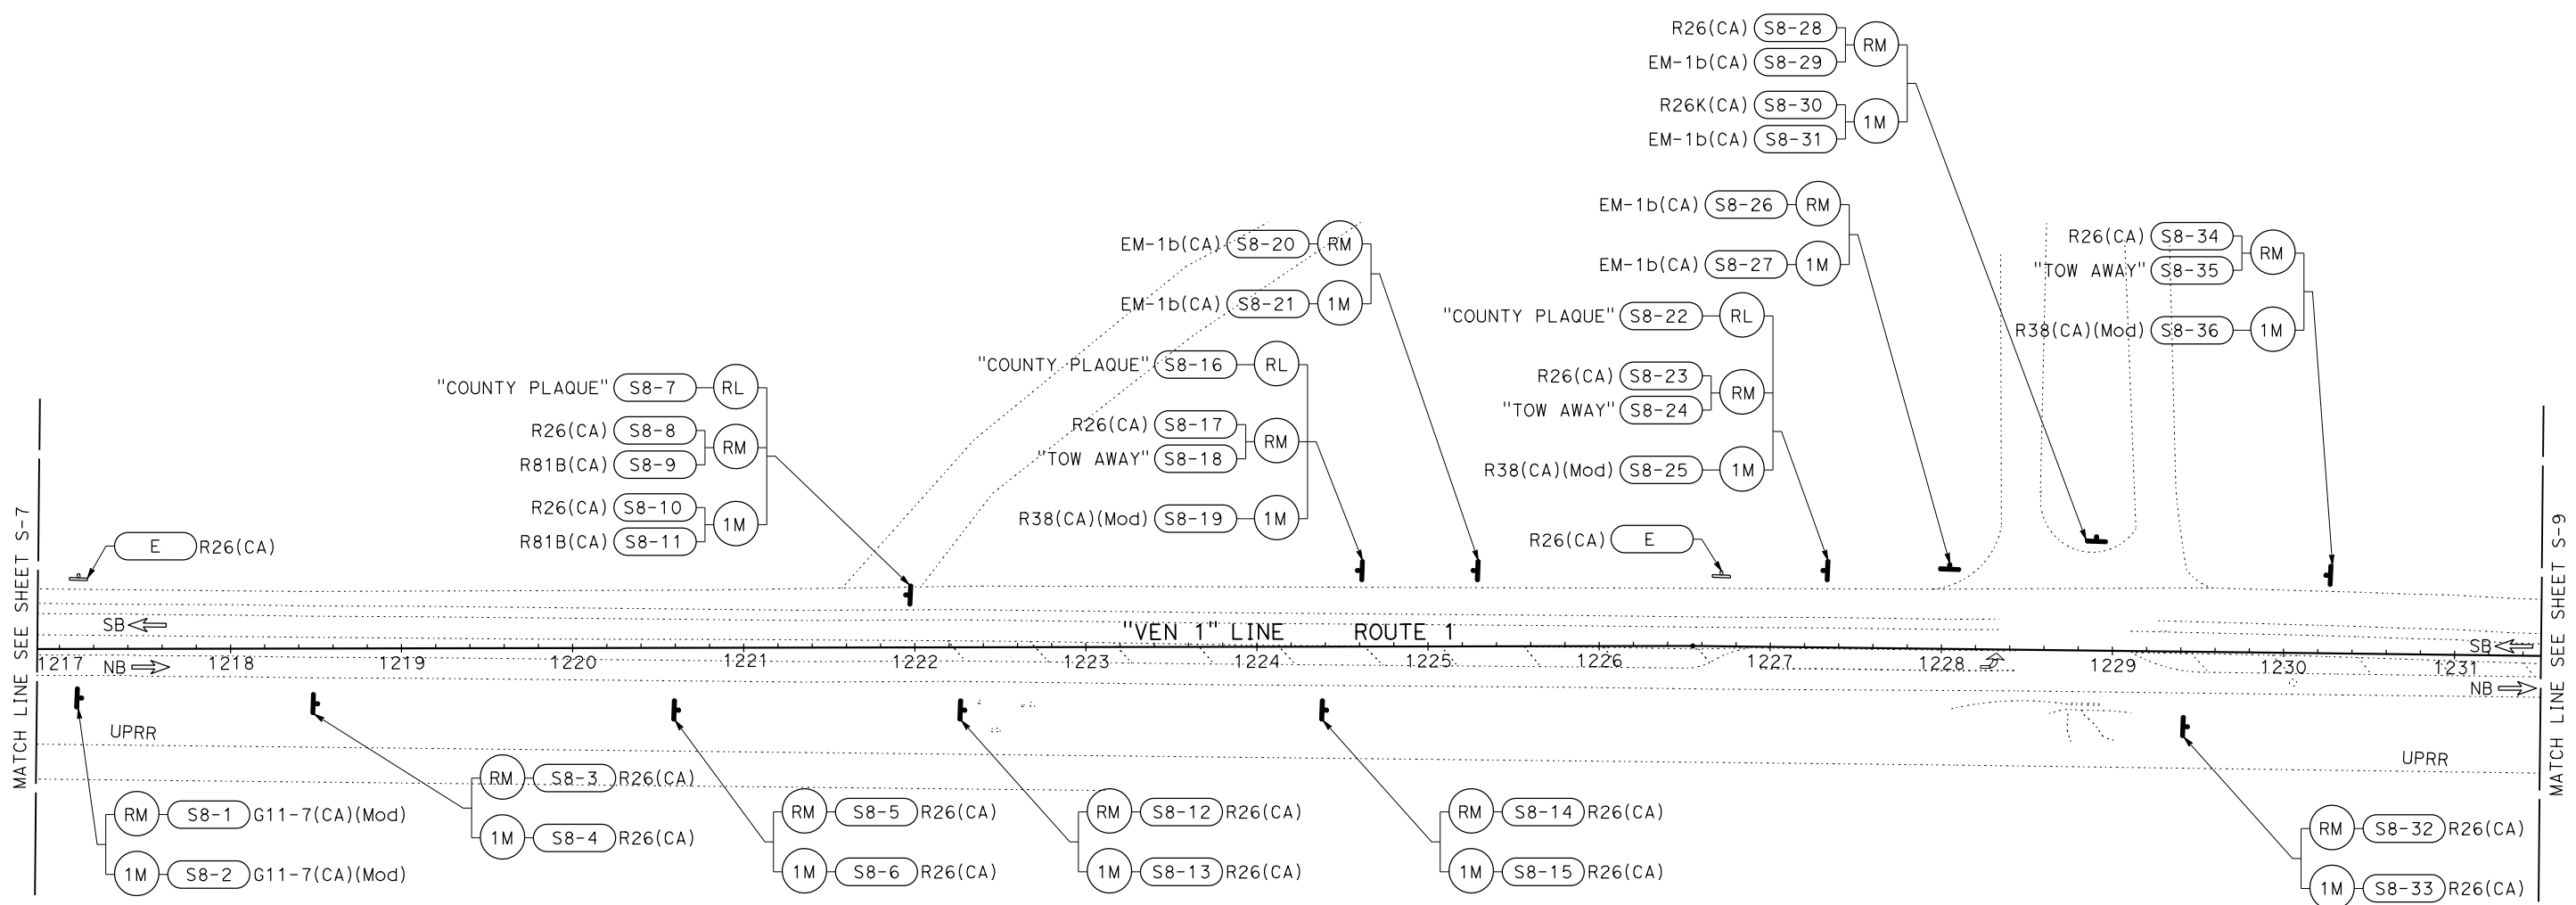 R26(CA) S8-28
RM
EM-1b(CA) S8-29
R26K(CA) S8-30
1M
EM-1b(CA) S8-31
EM-1b(CA) S8-26 RM
EM-1b(CA) S8-27 1M
EM-1b(CA) S8-20 RM
EM-1b(CA) S8-21 1M
R26(CA) S8-34
RM
"TOW AWAY" S8-35
R38(CA)(Mod) S8-36 1M
"COUNTY PLAQUE" S8-22 RL
R26(CA) S8-23
RM
"TOW AWAY" S8-24
R38(CA)(Mod) S8-25 1M
"COUNTY PLAQUE" S8-16 RL
R26(CA) S8-17
RM
"TOW AWAY" S8-18
R38(CA)(Mod) S8-19 1M
"COUNTY PLAQUE" S8-7 RL
R26(CA) S8-8
RM
R81B(CA) S8-9
R26(CA) S8-10
1M
R81B(CA) S8-11
E R26(CA)
R26(CA) E
MATCH LINE SEE SHEET S-7
MATCH LINE SEE SHEET S-9
SB
"VEN 1" LINE ROUTE 1
SB
1217 1218 1219 1220 1221 1222 1223 1224 1225 1226 1227 1228 1229 1230 1231
NB
NB
UPRR
UPRR
RM S8-1 G11-7(CA)(Mod)
1M S8-2 G11-7(CA)(Mod)
RM S8-3 R26(CA)
1M S8-4 R26(CA)
RM S8-5 R26(CA)
1M S8-6 R26(CA)
RM S8-12 R26(CA)
1M S8-13 R26(CA)
RM S8-14 R26(CA)
1M S8-15 R26(CA)
RM S8-32 R26(CA)
1M S8-33 R26(CA)